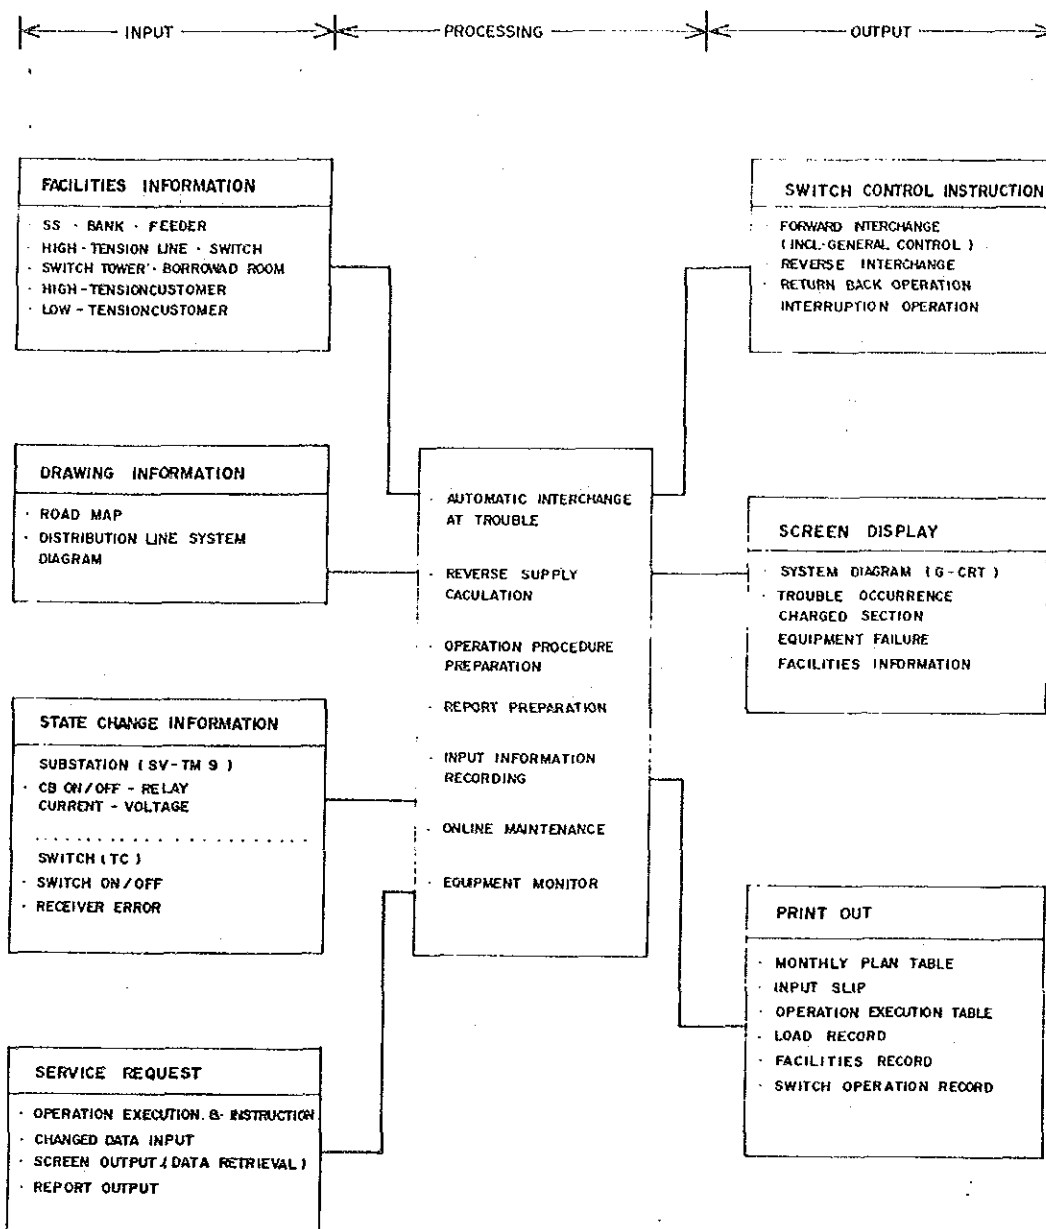 INPUT
PROCESSING
OUTPUT
FACILITIES INFORMATION
· SS · BANK · FEEDER
· HIGH-TENSION LINE · SWITCH
· SWITCH TOWER · BORROWAD ROOM
· HIGH-TENSIONCUSTOMER
· LOW-TENSIONCUSTOMER
DRAWING INFORMATION
· ROAD MAP
· DISTRIBUTION LINE SYSTEM
DIAGRAM
STATE CHANGE INFORMATION
SUBSTATION (SV-TM 9)
· CB ON/OFF - RELAY
CURRENT - VOLTAGE
SWITCH (TC)
· SWITCH ON/OFF
· RECEIVER ERROR
SERVICE REQUEST
· OPERATION EXECUTION. & INSTRUCTION
· CHANGED DATA INPUT
· SCREEN OUTPUT (DATA RETRIEVAL)
· REPORT OUTPUT
· AUTOMATIC INTERCHANGE
AT TROUBLE
· REVERSE SUPPLY
CACULATION
· OPERATION PROCEDURE
PREPARATION
· REPORT PREPARATION
· INPUT INFORMATION
RECORDING
· ONLINE MAINTENANCE
· EQUIPMENT MONITOR
SWITCH CONTROL INSTRUCTION
· FORWARD INTERCHANGE
(INCL. GENERAL CONTROL)
· REVERSE INTERCHANGE
· RETURN BACK OPERATION
INTERRUPTION OPERATION
SCREEN DISPLAY
· SYSTEM DIAGRAM (G-CRT)
· TROUBLE OCCURRENCE
CHARGED SECTION
EQUIPMENT FAILURE
FACILITIES INFORMATION
PRINT OUT
· MONTHLY PLAN TABLE
· INPUT SLIP
· OPERATION EXECUTION TABLE
· LOAD RECORD
· FACILITIES RECORD
· SWITCH OPERATION RECORD